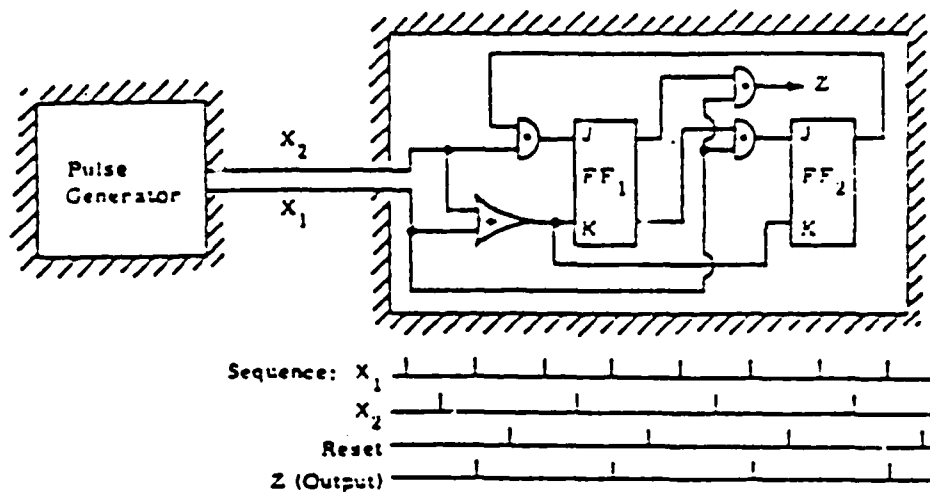 Pulse
Generator
X2
X1
J
FF1
K
Z
J
FF2
K
Sequence: X1
X2
Reset
Z (Output)